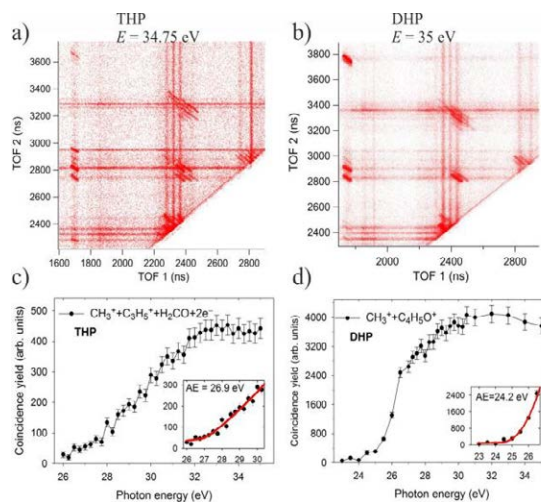 THP
DHP
a)
E = 34.75 eV
b)
E = 35 eV
3600
3400
3200
3000
2800
2600
2400
TOF 2 (ns)
1600 1800 2000 2200 2400 2600 2800
TOF 1 (ns)
3800
3600
3400
3200
3000
2800
2600
2400
TOF 2 (ns)
2000 2400 2800
TOF 1 (ns)
c)
500
400
300
200
100
0
Coincidence yield (arb. units)
CH₃⁺+C₃H₅⁺+H₂CO+2e⁻
THP
AE = 26.9 eV
300
200
100
0
26 27 28 29 30
26 28 30 32 34
Photon energy (eV)
d)
4000
3200
2400
1600
800
0
Coincidence yield (arb. units)
CH₃⁺+C₄H₅O⁺
DHP
AE=24.2 eV
2400
1600
800
0
23 24 25 26
22 24 26 28 30 32 34
Photon energy (eV)